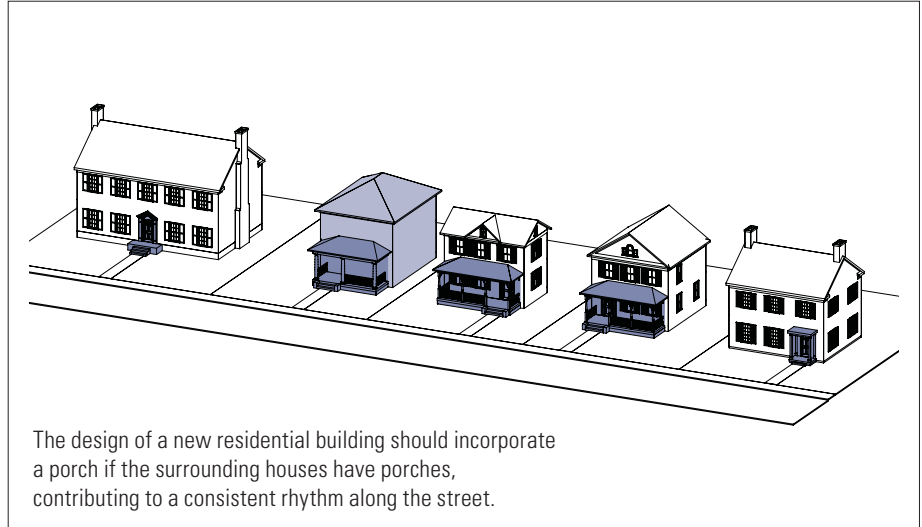 The design of a new residential building should incorporate
a porch if the surrounding houses have porches,
contributing to a consistent rhythm along the street.